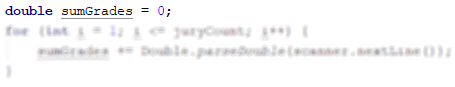 double sumGrades = 0;
for (int i = 1; i <= juryCount; i++) {
sumGrades += Double.parseDouble(scanner.nextLine());
}